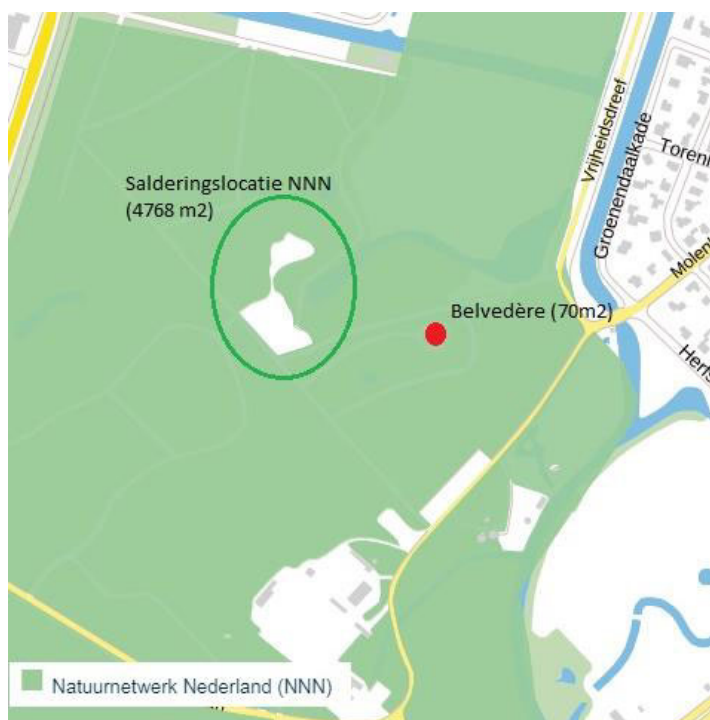 Vrijheidsdreef
Groenendaalkade
Salderingslocatie NNN
(4768 m2)
Belvedère (70m2)
Natuurnetwerk Nederland (NNN)